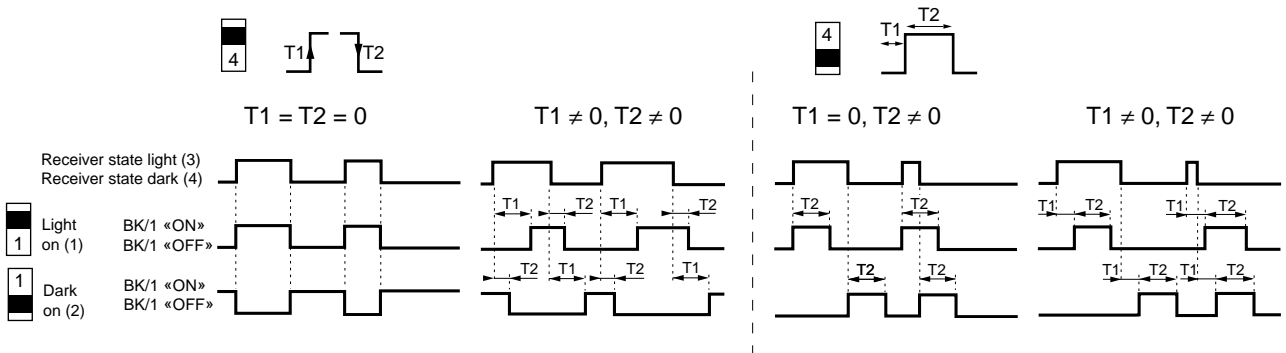 T1 T2
4
T1 T2
4
T1 = T2 = 0
T1 ≠ 0, T2 ≠ 0
T1 = 0, T2 ≠ 0
T1 ≠ 0, T2 ≠ 0
Receiver state light (3)
Receiver state dark (4)
1
Light
on (1)
BK/1 «ON»
BK/1 «OFF»
T1 T2 T1 T2
T2 T2
T1 T2 T1 T2
1
Dark
on (2)
BK/1 «ON»
BK/1 «OFF»
T2 T1 T2 T1
T2 T2
T1 T2 T1 T2